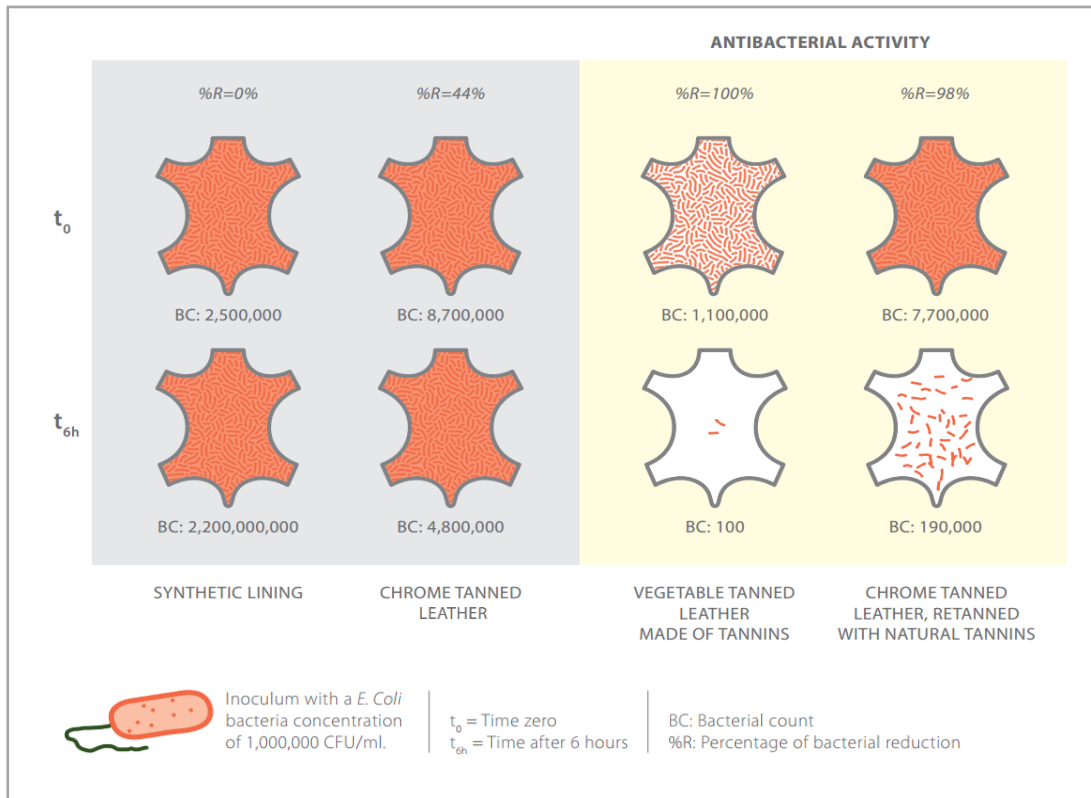 ANTIBACTERIAL ACTIVITY
%R=0%
%R=44%
%R=100%
%R=98%
t0
BC: 2,500,000
BC: 8,700,000
BC: 1,100,000
BC: 7,700,000
t6h
BC: 2,200,000,000
BC: 4,800,000
BC: 100
BC: 190,000
SYNTHETIC LINING
CHROME TANNED
LEATHER
VEGETABLE TANNED
LEATHER
MADE OF TANNINS
CHROME TANNED
LEATHER, RETANNED
WITH NATURAL TANNINS
Inoculum with a E. Coli
bacteria concentration
of 1,000,000 CFU/ml.
t0 = Time zero
t6h = Time after 6 hours
BC: Bacterial count
%R: Percentage of bacterial reduction